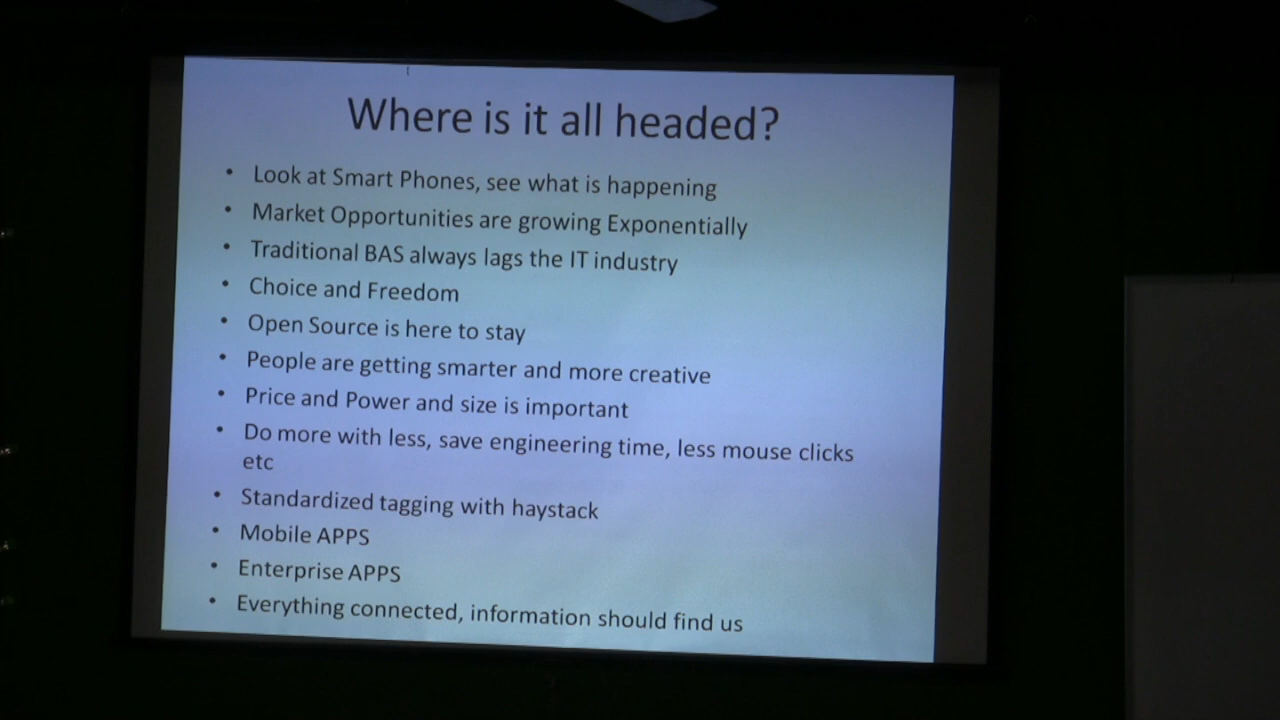 Where is it all headed?
• Look at Smart Phones, see what is happening
• Market Opportunities are growing Exponentially
• Traditional BAS always lags the IT industry
• Choice and Freedom
• Open Source is here to stay
• People are getting smarter and more creative
• Price and Power and size is important
• Do more with less, save engineering time, less mouse clicks
etc
• Standardized tagging with haystack
• Mobile APPS
• Enterprise APPS
• Everything connected, information should find us